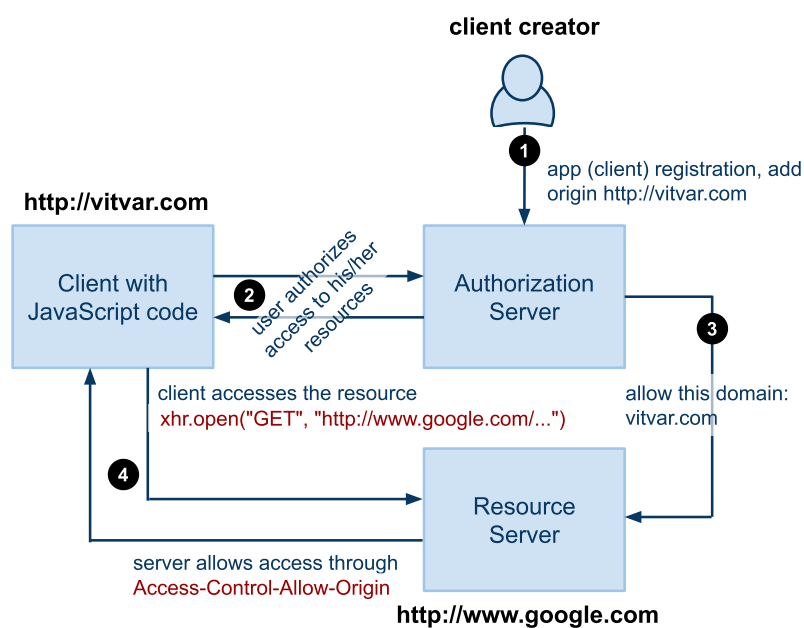 client creator
1
app (client) registration, add
origin http://vitvar.com
http://vitvar.com
Client with
JavaScript code
2
user authorizes
access to his/her
resources
Authorization
Server
3
allow this domain:
vitvar.com
client accesses the resource
xhr.open("GET", "http://www.google.com/...")
4
Resource
Server
server allows access through
Access-Control-Allow-Origin
http://www.google.com